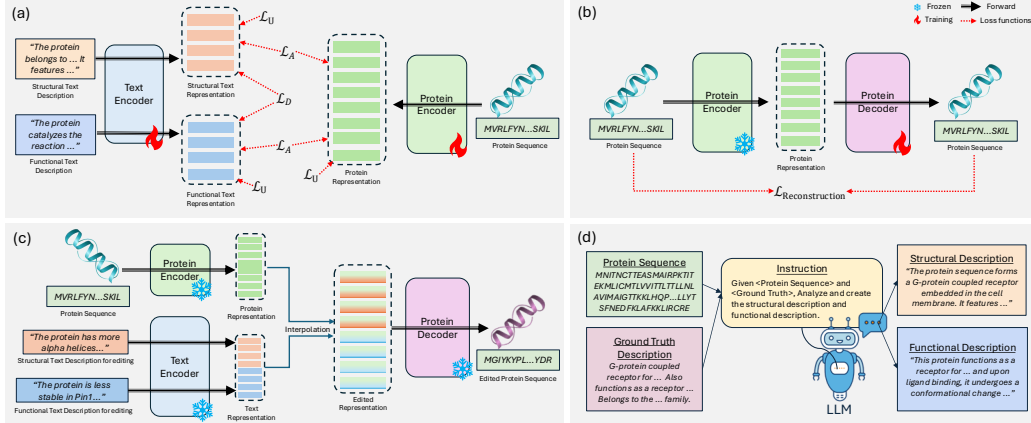 (a)
"The protein
belongs to ... It
features ..."
Structural Text
Description
"The protein
catalyzes the
reaction ..."
Functional Text
Description
Text
Encoder
Structural Text
Representation
Functional Text
Representation
ℒU
ℒA
ℒD
ℒA
ℒU
ℒU
Protein
Representation
Protein
Encoder
MVRLFYN...SKIL
Protein Sequence
(b)
Frozen
Forward
Training
Loss functions
MVRLFYN...SKIL
Protein Sequence
Protein
Encoder
Protein
Representation
Protein
Decoder
MVRLFYN...SKIL
Protein Sequence
ℒReconstruction
(c)
MVRLFYN...SKIL
Protein Sequence
Protein
Encoder
Protein
Representation
"The protein has more
alpha helices..."
Structural Text Description for editing
"The protein is less
stable in Pin1..."
Functional Text Description for editing
Text
Encoder
Text
Representation
Interpolation
Edited
Representation
Protein
Decoder
MGIYKYPL...YDR
Edited Protein Sequence
(d)
Protein Sequence
MNITNCTTEASMAIRPKTIT
EKMLICMTLVVITTLTTLLNL
AVIMAIGTTKKLHQP...LLYT
SFNEDFKLAFKKLIRCRE
Ground Truth
Description
G-protein coupled
receptor for ... Also
functions as a receptor ...
Belongs to the ... family.
Instruction
Given <Protein Sequence> and
<Ground Truth>, Analyze and create
the structural description and
functional description.
LLM
Structural Description
"The protein sequence forms
a G-protein coupled receptor
embedded in the cell
membrane. It features ..."
Functional Description
"This protein functions as a
receptor for ... and upon
ligand binding, it undergoes a
conformational change ..."